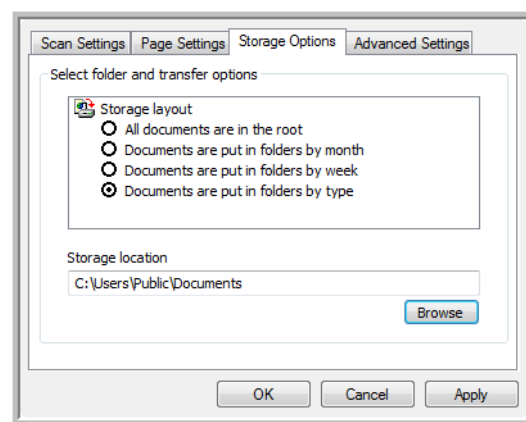 Scan Settings Page Settings Storage Options Advanced Settings
Select folder and transfer options
Storage layout
All documents are in the root
Documents are put in folders by month
Documents are put in folders by week
Documents are put in folders by type
Storage location
C:\Users\Public\Documents
Browse
OK Cancel Apply